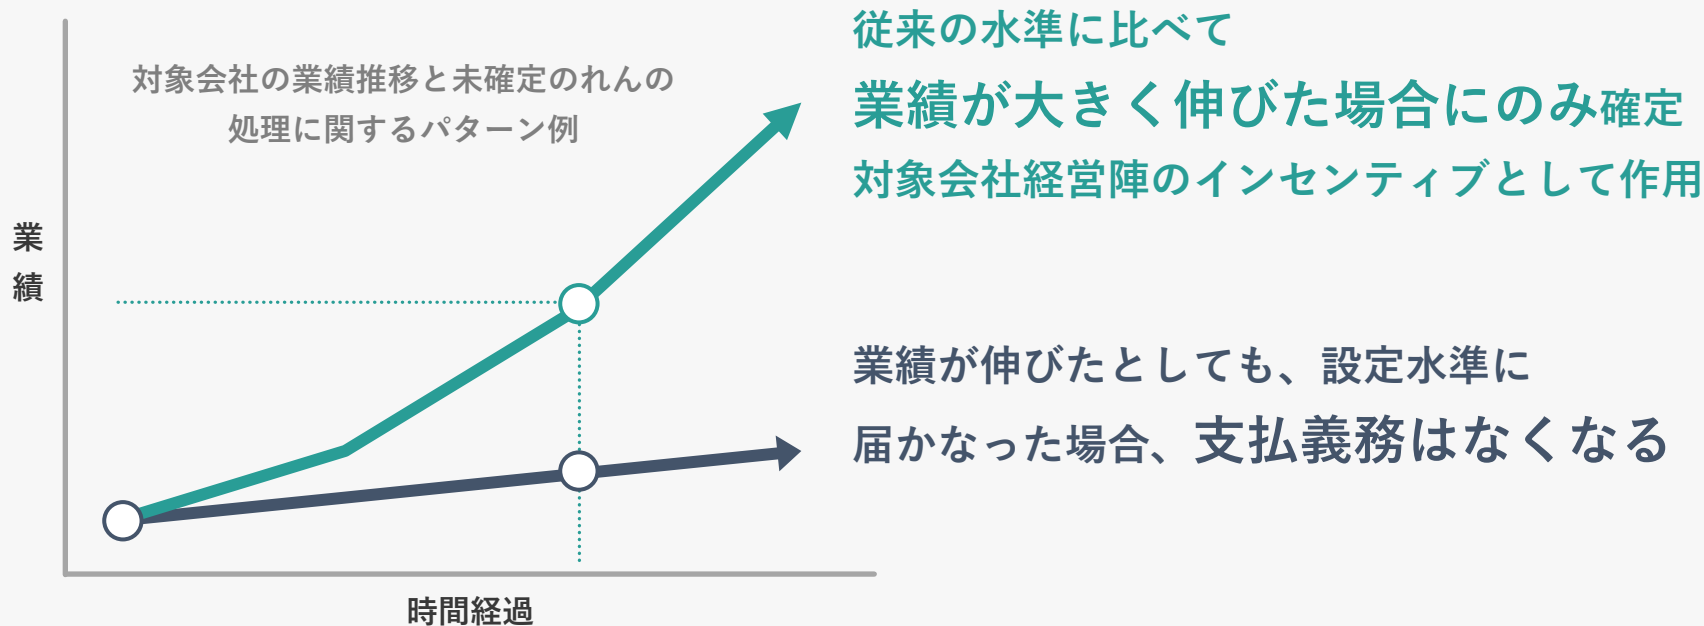 対象会社の業績推移と未確定のれんの
処理に関するパターン例
業績
時間経過
従来の水準に比べて
業績が大きく伸びた場合にのみ確定
対象会社経営陣のインセンティブとして作用
業績が伸びたとしても、設定水準に
届かなった場合、支払義務はなくなる